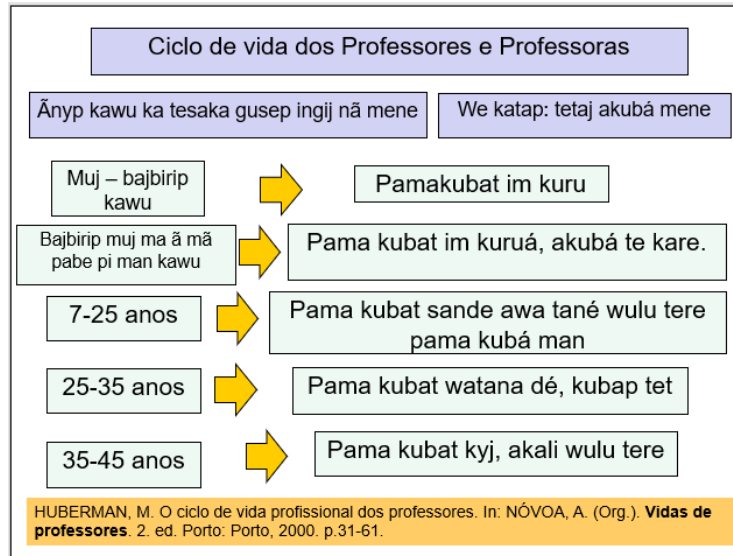 Ciclo de vida dos Professores e Professoras
Ãnyp kawu ka tesaka gusep ingij nã mene
We katap: tetaj akubá mene
Muj – bajbirip
kawu
Pamakubat im kuru
Bajbirip muj ma ã mã
pabe pi man kawu
Pama kubat im kuruá, akubá te kare.
7-25 anos
Pama kubat sande awa tané wulu tere
pama kubá man
25-35 anos
Pama kubat watana dé, kubap tet
35-45 anos
Pama kubat kyj, akali wulu tere
HUBERMAN, M. O ciclo de vida profissional dos professores. In: NÓVOA, A. (Org.). Vidas de
professores. 2. ed. Porto: Porto, 2000. p.31-61.